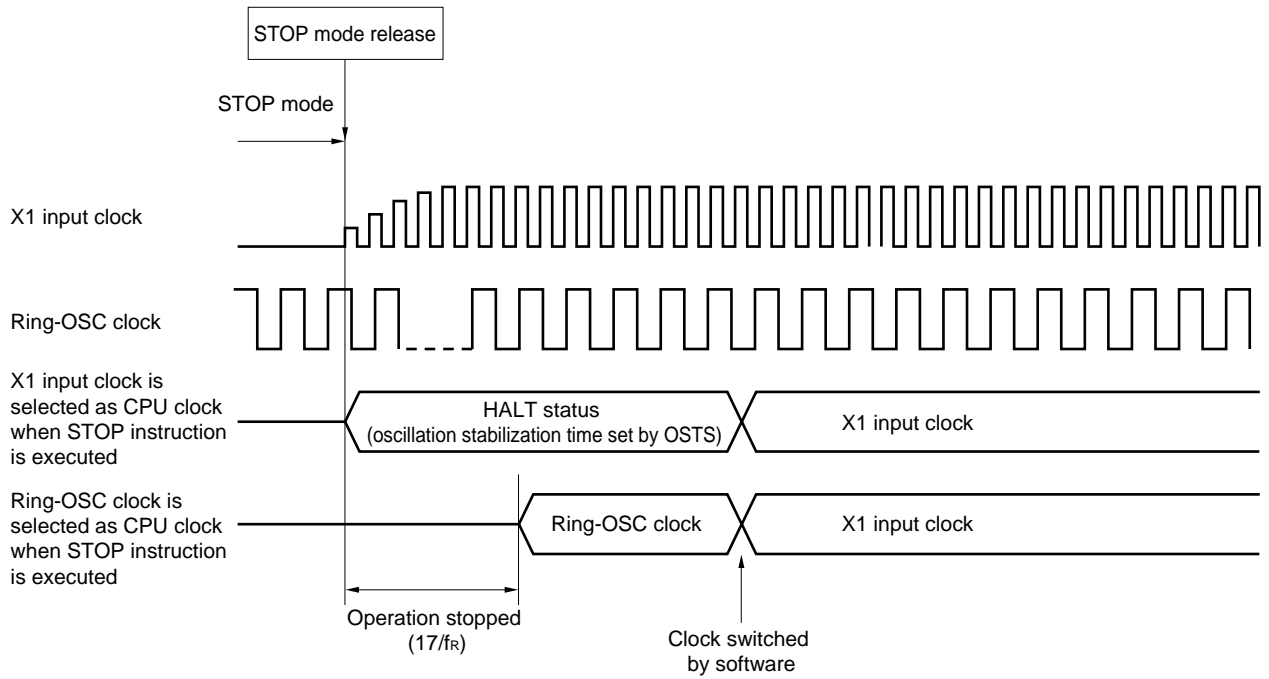 STOP mode release
STOP mode
X1 input clock
Ring-OSC clock
X1 input clock is
selected as CPU clock
when STOP instruction
is executed
HALT status
(oscillation stabilization time set by OSTS)
X1 input clock
Ring-OSC clock is
selected as CPU clock
when STOP instruction
is executed
Ring-OSC clock
X1 input clock
Operation stopped
(17/fR)
Clock switched
by software